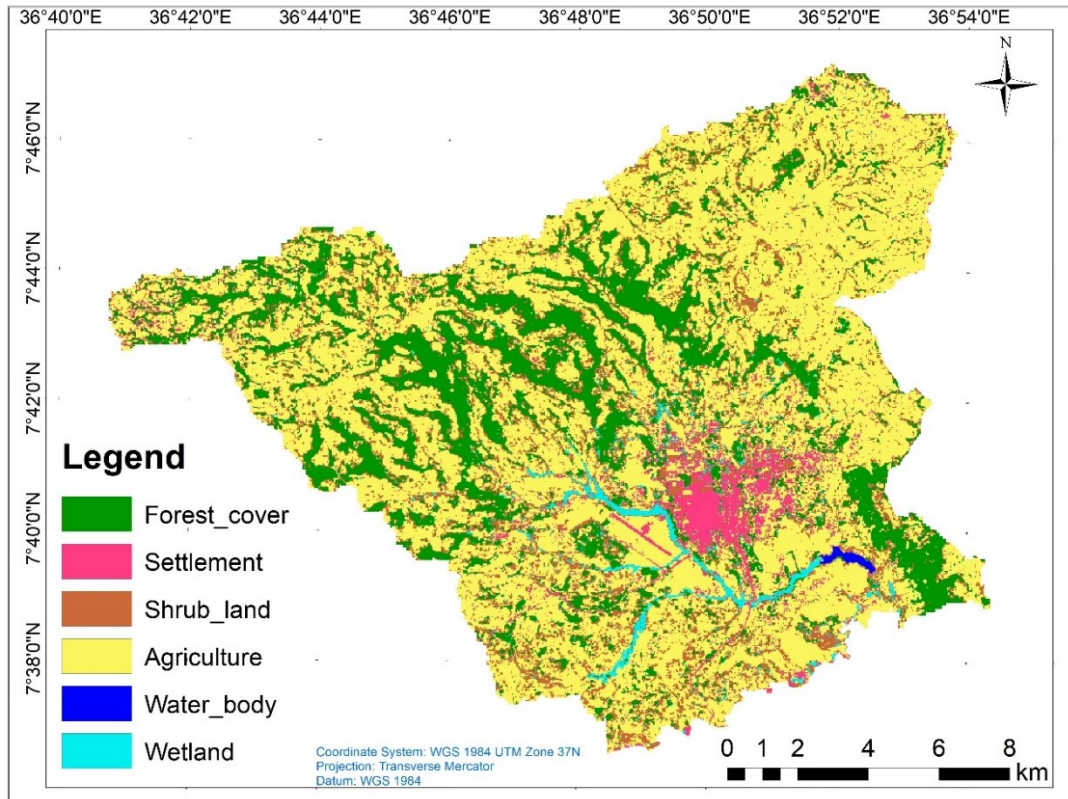 36°40'0"E 36°42'0"E 36°44'0"E 36°46'0"E 36°48'0"E 36°50'0"E 36°52'0"E 36°54'0"E
N
7°46'0"N
7°44'0"N
7°42'0"N
7°40'0"N
7°38'0"N
Legend
Forest_cover
Settlement
Shrub_land
Agriculture
Water_body
Wetland
Coordinate System: WGS 1984 UTM Zone 37N
Projection: Transverse Mercator
Datum: WGS 1984
0 1 2 4 6 8
km